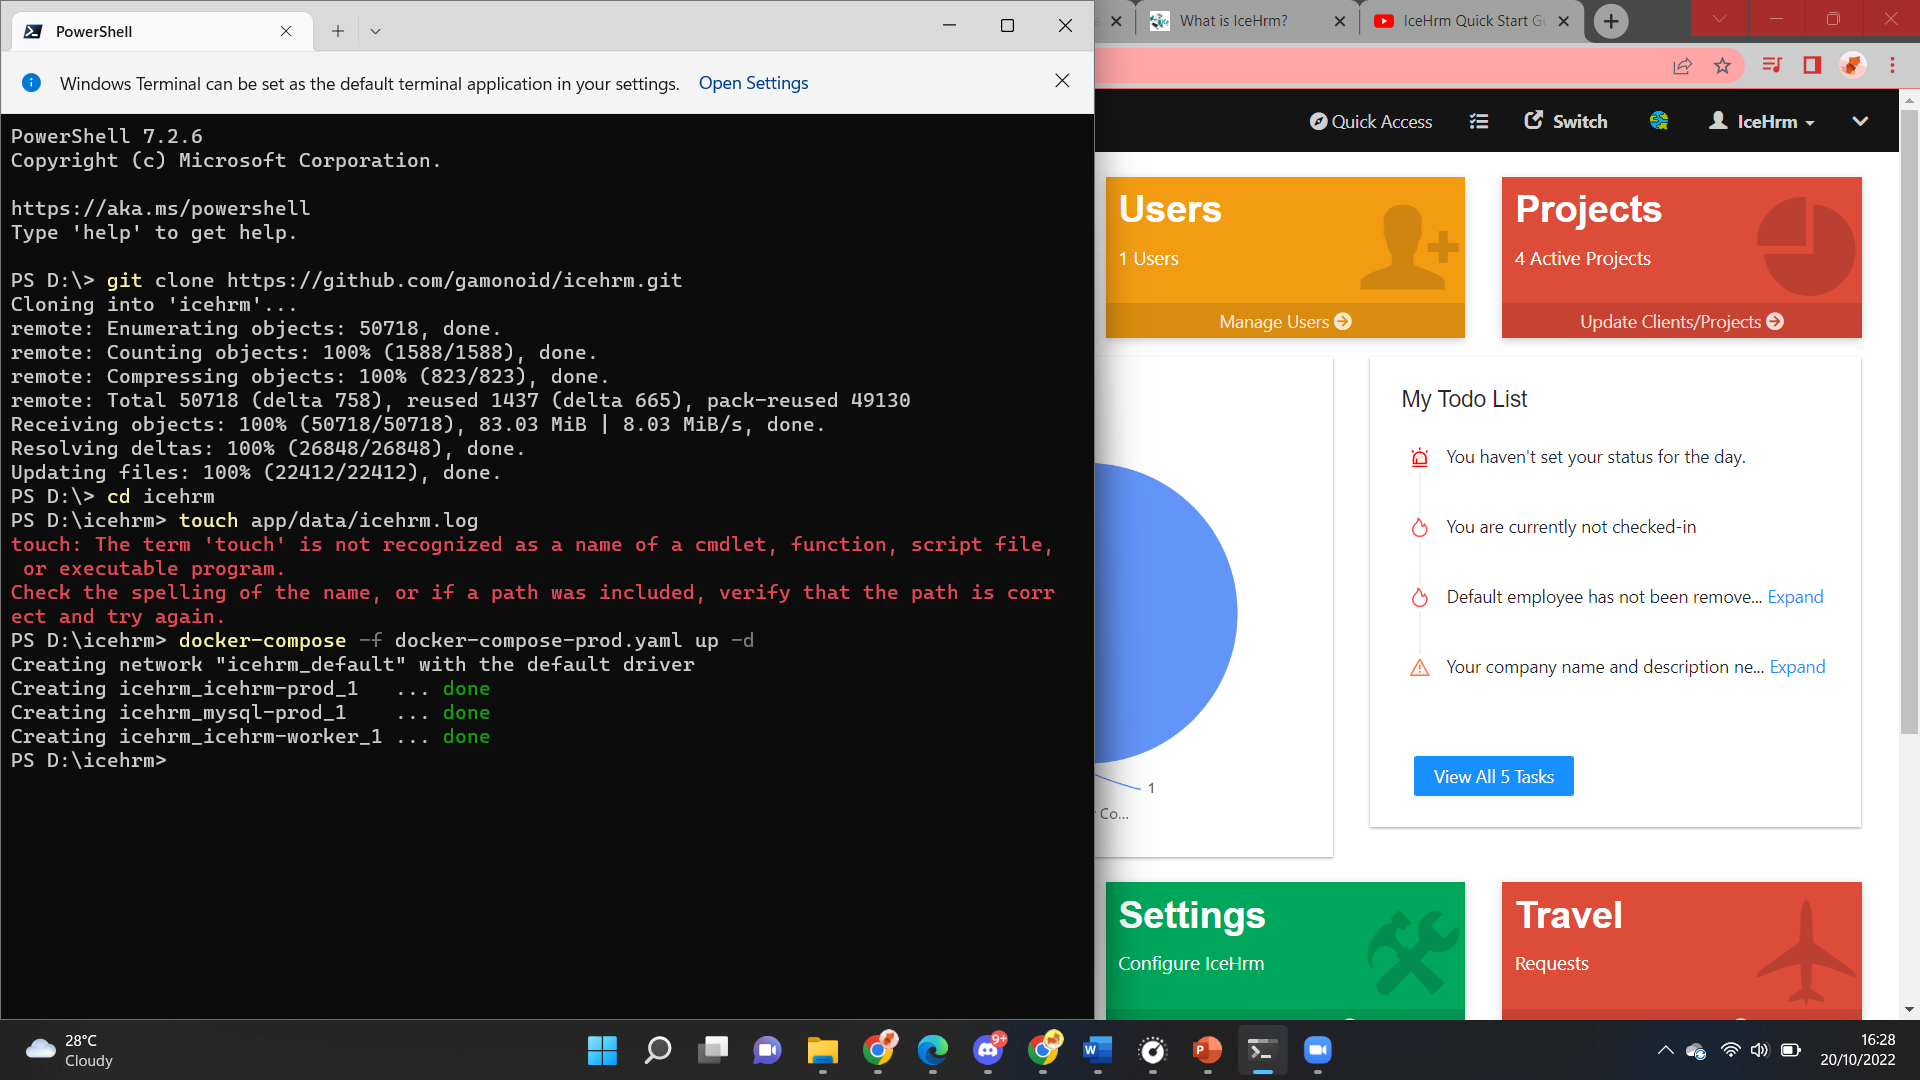 PowerShell
Windows Terminal can be set as the default terminal application in your settings. Open Settings
PowerShell 7.2.6
Copyright (c) Microsoft Corporation.
https://aka.ms/powershell
Type 'help' to get help.
PS D:\> git clone https://github.com/gamonoid/icehrm.git
Cloning into 'icehrm'...
remote: Enumerating objects: 50718, done.
remote: Counting objects: 100% (1588/1588), done.
remote: Compressing objects: 100% (823/823), done.
remote: Total 50718 (delta 758), reused 1437 (delta 665), pack-reused 49130
Receiving objects: 100% (50718/50718), 83.03 MiB | 8.03 MiB/s, done.
Resolving deltas: 100% (26848/26848), done.
Updating files: 100% (22412/22412), done.
PS D:\> cd icehrm
PS D:\icehrm> touch app/data/icehrm.log
touch: The term 'touch' is not recognized as a name of a cmdlet, function, script file,
 or executable program.
Check the spelling of the name, or if a path was included, verify that the path is corr
ect and try again.
PS D:\icehrm> docker-compose -f docker-compose-prod.yaml up -d
Creating network "icehrm_default" with the default driver
Creating icehrm_icehrm-prod_1   ... done
Creating icehrm_mysql-prod_1    ... done
Creating icehrm_icehrm-worker_1 ... done
PS D:\icehrm>
What is IceHrm?
IceHrm Quick Start G
Quick Access
Switch
IceHrm
Users
1 Users
Manage Users
Projects
4 Active Projects
Update Clients/Projects
1
Co...
My Todo List
You haven't set your status for the day.
You are currently not checked-in
Default employee has not been remove... Expand
Your company name and description ne... Expand
View All 5 Tasks
Settings
Configure IceHrm
Travel
Requests
28°C
Cloudy
9+
16:28
20/10/2022